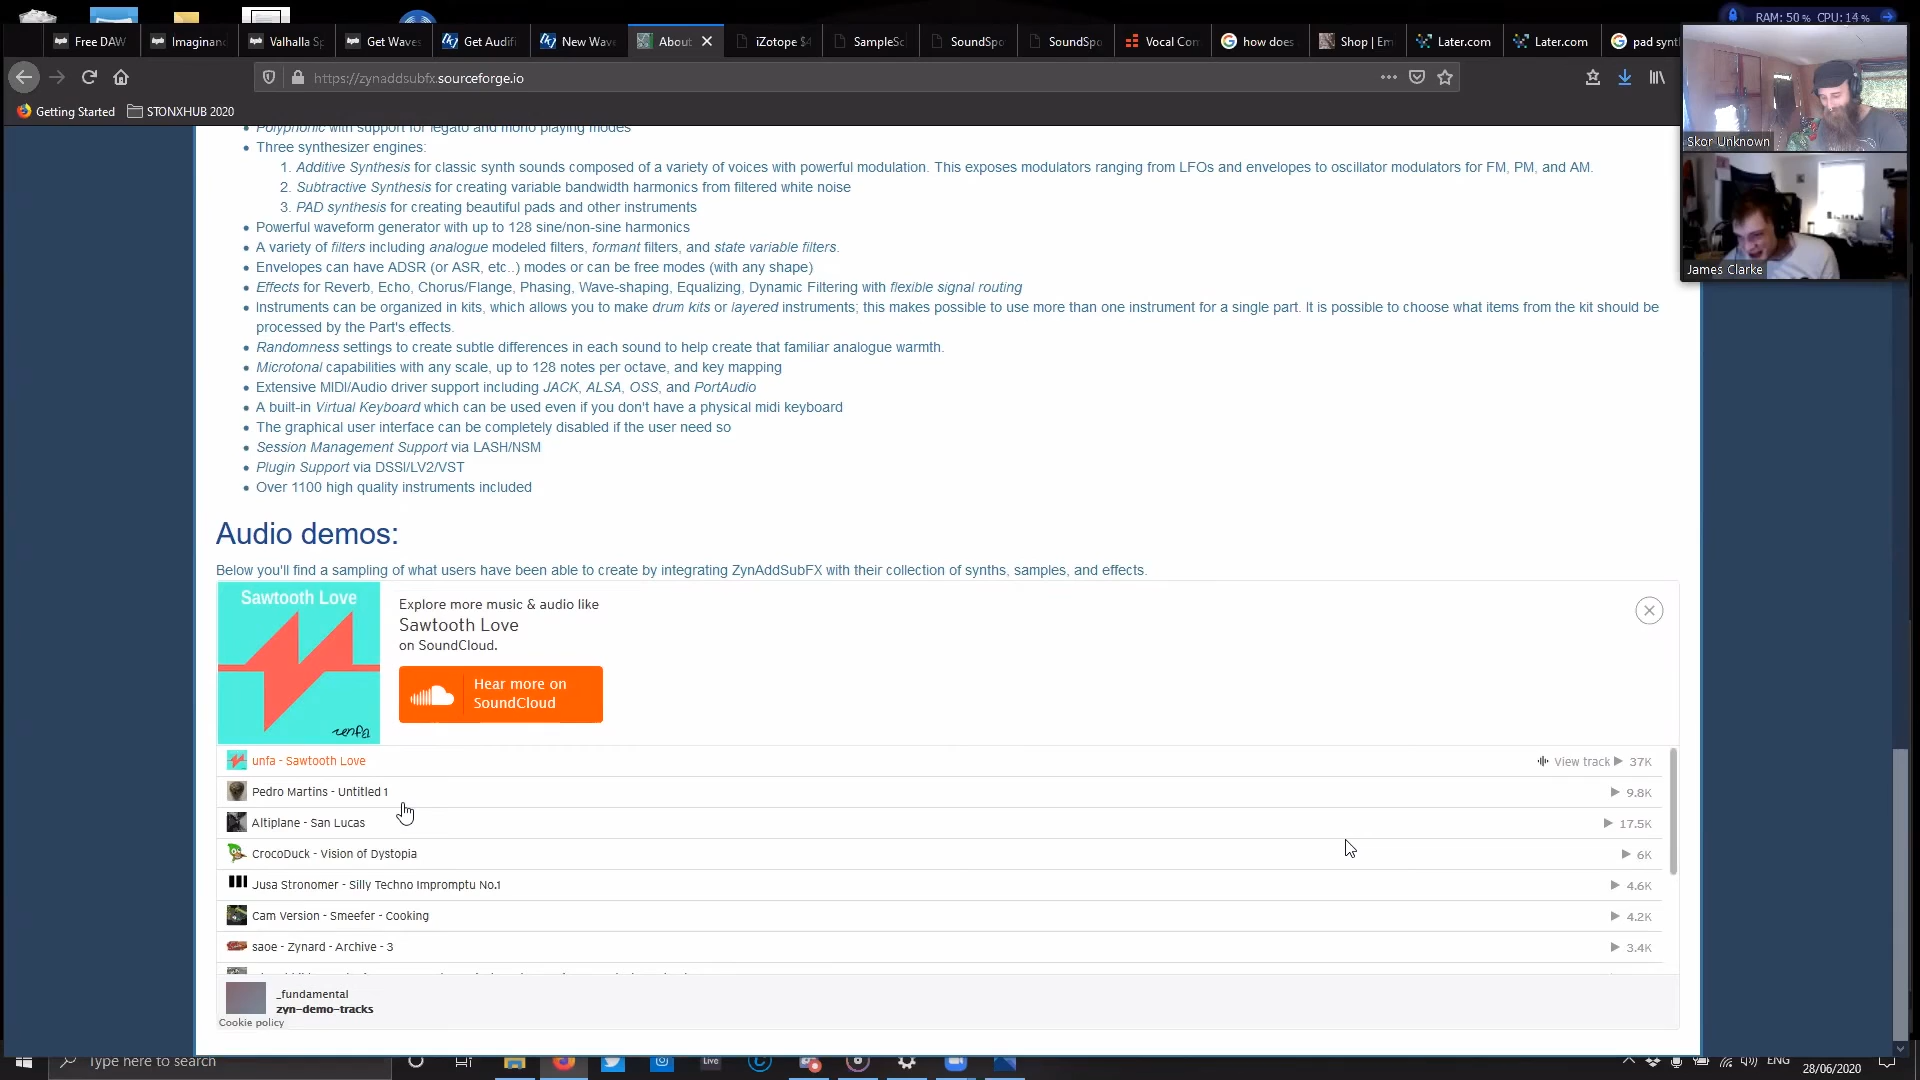 RAM: 50% CPU: 14%
Free DAW
Imaginan
Valhalla Sp
Get Waves
Get Audifi
New Wave
About
iZotope $4
SampleSc
SoundSpo
SoundSpo
Vocal Com
how does
Shop | Em
Later.com
Later.com
pad synt
https://zynaddsubfx.sourceforge.io
Getting Started
STONXHUB 2020
Skor Unknown
James Clarke
Polyphonic with support for legato and mono playing modes
Three synthesizer engines:
1. Additive Synthesis for classic synth sounds composed of a variety of voices with powerful modulation. This exposes modulators ranging from LFOs and envelopes to oscillator modulators for FM, PM, and AM.
2. Subtractive Synthesis for creating variable bandwidth harmonics from filtered white noise
3. PAD synthesis for creating beautiful pads and other instruments
Powerful waveform generator with up to 128 sine/non-sine harmonics
A variety of filters including analogue modeled filters, formant filters, and state variable filters.
Envelopes can have ADSR (or ASR, etc..) modes or can be free modes (with any shape)
Effects for Reverb, Echo, Chorus/Flange, Phasing, Wave-shaping, Equalizing, Dynamic Filtering with flexible signal routing
Instruments can be organized in kits, which allows you to make drum kits or layered instruments; this makes possible to use more than one instrument for a single part. It is possible to choose what items from the kit should be
processed by the Part's effects.
Randomness settings to create subtle differences in each sound to help create that familiar analogue warmth.
Microtonal capabilities with any scale, up to 128 notes per octave, and key mapping
Extensive MIDI/Audio driver support including JACK, ALSA, OSS, and PortAudio
A built-in Virtual Keyboard which can be used even if you don't have a physical midi keyboard
The graphical user interface can be completely disabled if the user need so
Session Management Support via LASH/NSM
Plugin Support via DSSI/LV2/VST
Over 1100 high quality instruments included
Audio demos:
Below you'll find a sampling of what users have been able to create by integrating ZynAddSubFX with their collection of synths, samples, and effects.
Sawtooth Love
unfa
Explore more music & audio like
Sawtooth Love
on SoundCloud.
Hear more on
SoundCloud
unfa - Sawtooth Love View track 37K
Pedro Martins - Untitled 1 9.8K
Altiplane - San Lucas 17.5K
CrocoDuck - Vision of Dystopia 6K
Jusa Stronomer - Silly Techno Impromptu No.1 4.6K
Cam Version - Smeefer - Cooking 4.2K
saoe - Zynard - Archive - 3 3.4K
_fundamental
zyn-demo-tracks
Cookie policy
Type here to search
Live
ENG
28/06/2020